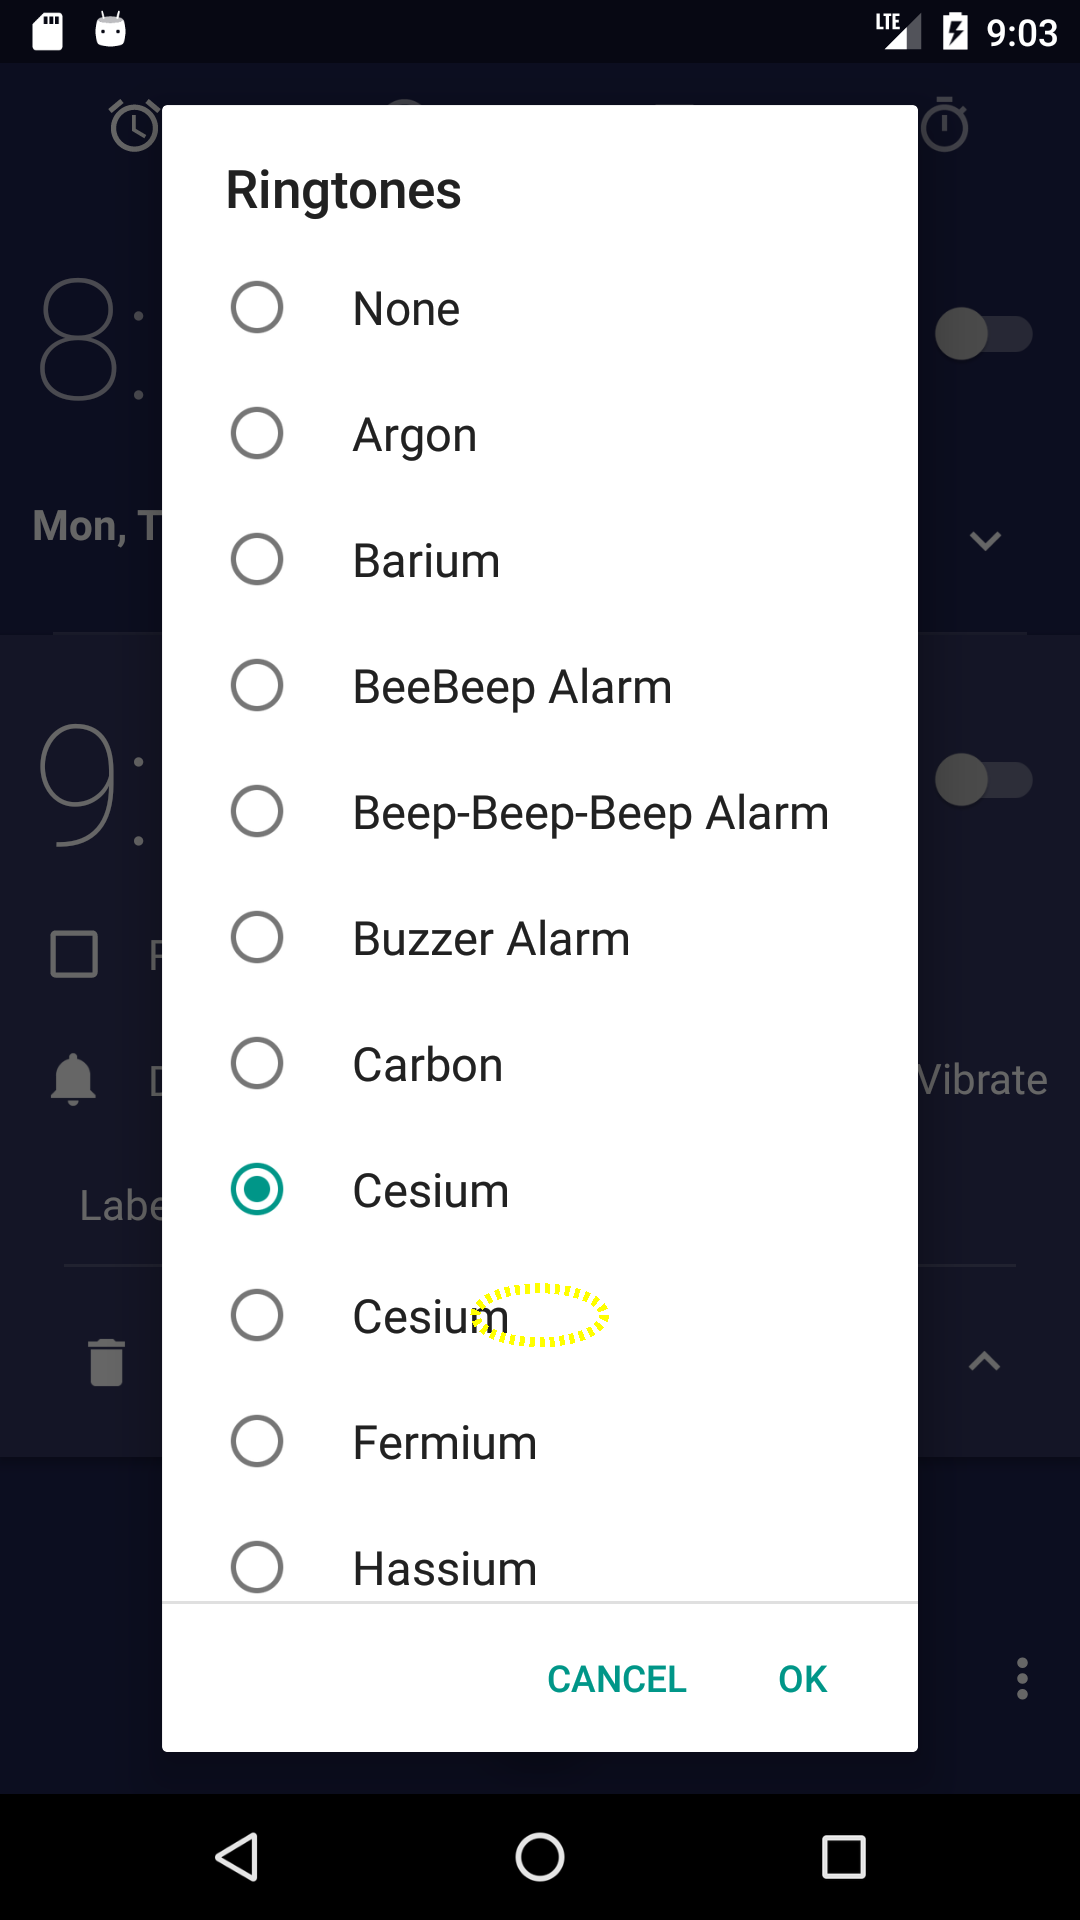 LTE 9:03
Ringtones
None
8:
Argon
Mon, T
Barium
BeeBeep Alarm
9:
Beep-Beep-Beep Alarm
Buzzer Alarm
Carbon
Vibrate
Cesium
Labe
Cesium
Fermium
Hassium
CANCEL OK